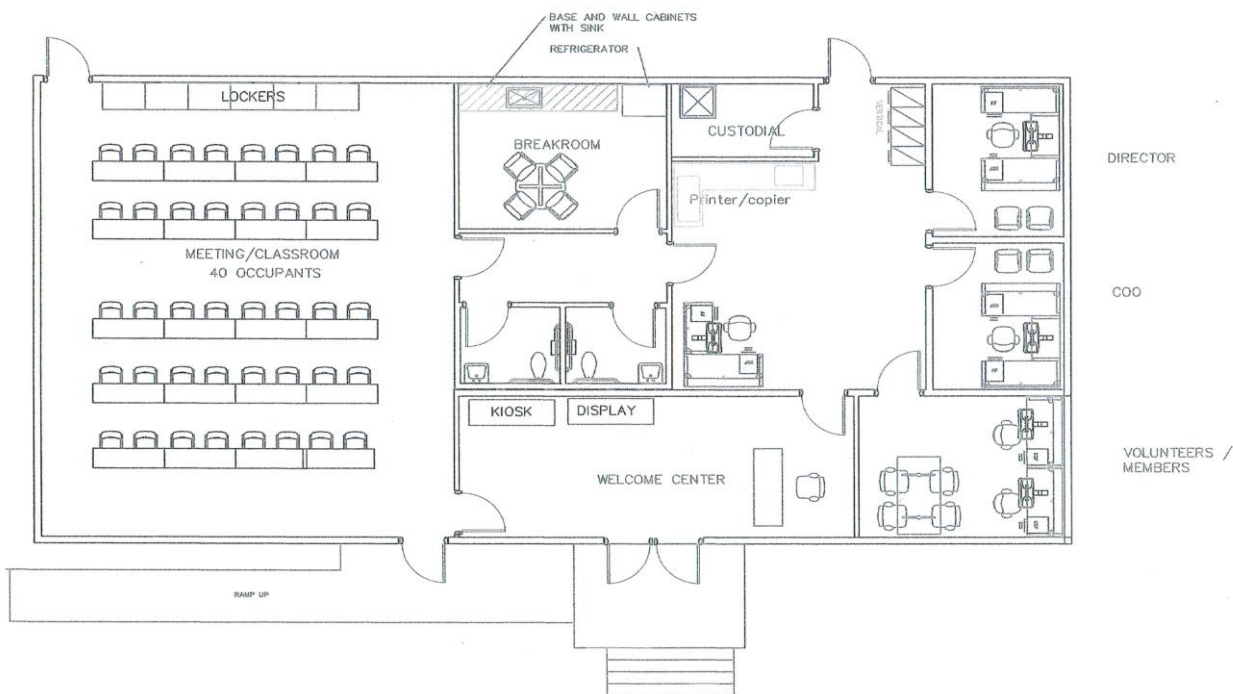 BASE AND WALL CABINETS
WITH SINK
REFRIGERATOR
LOCKERS
BREAKROOM
CUSTODIAL
VERTICAL
DIRECTOR
Printer/copier
MEETING/CLASSROOM
40 OCCUPANTS
COO
KIOSK
DISPLAY
WELCOME CENTER
VOLUNTEERS /
MEMBERS
RAMP UP